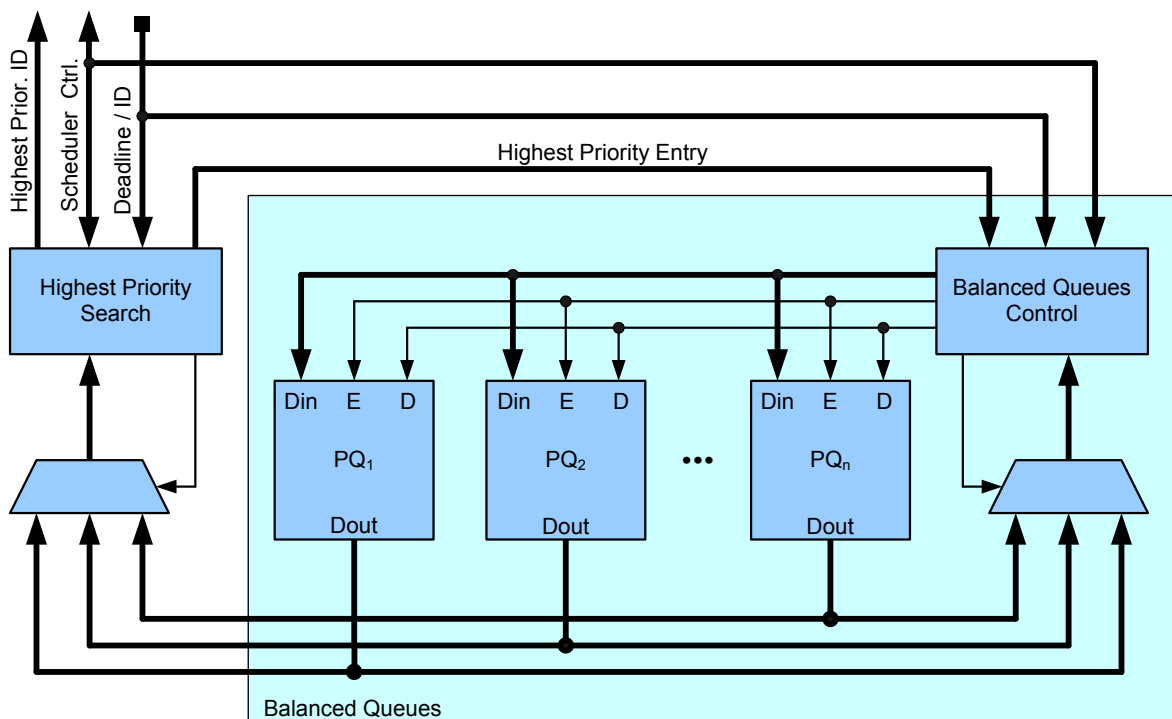 Highest Prior. ID
Scheduler Ctrl.
Deadline / ID
Highest Priority Entry
Highest Priority
Search
Balanced Queues
Control
Din E D
PQ₁
Dout
Din E D
PQ₂
Dout
•••
Din E D
PQₙ
Dout
Balanced Queues